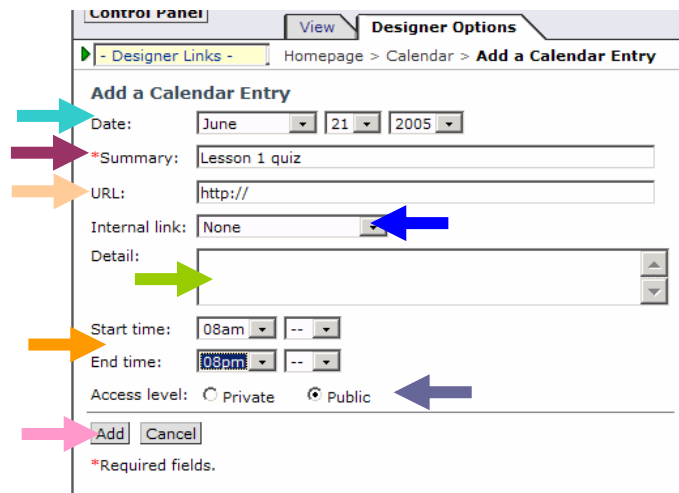 Control Panel
View Designer Options
- Designer Links - Homepage > Calendar > Add a Calendar Entry
Add a Calendar Entry
Date: June 21 2005
*Summary: Lesson 1 quiz
URL: http://
Internal link: None
Detail:
Start time: 08am --
End time: 08pm --
Access level: Private Public
Add Cancel
*Required fields.